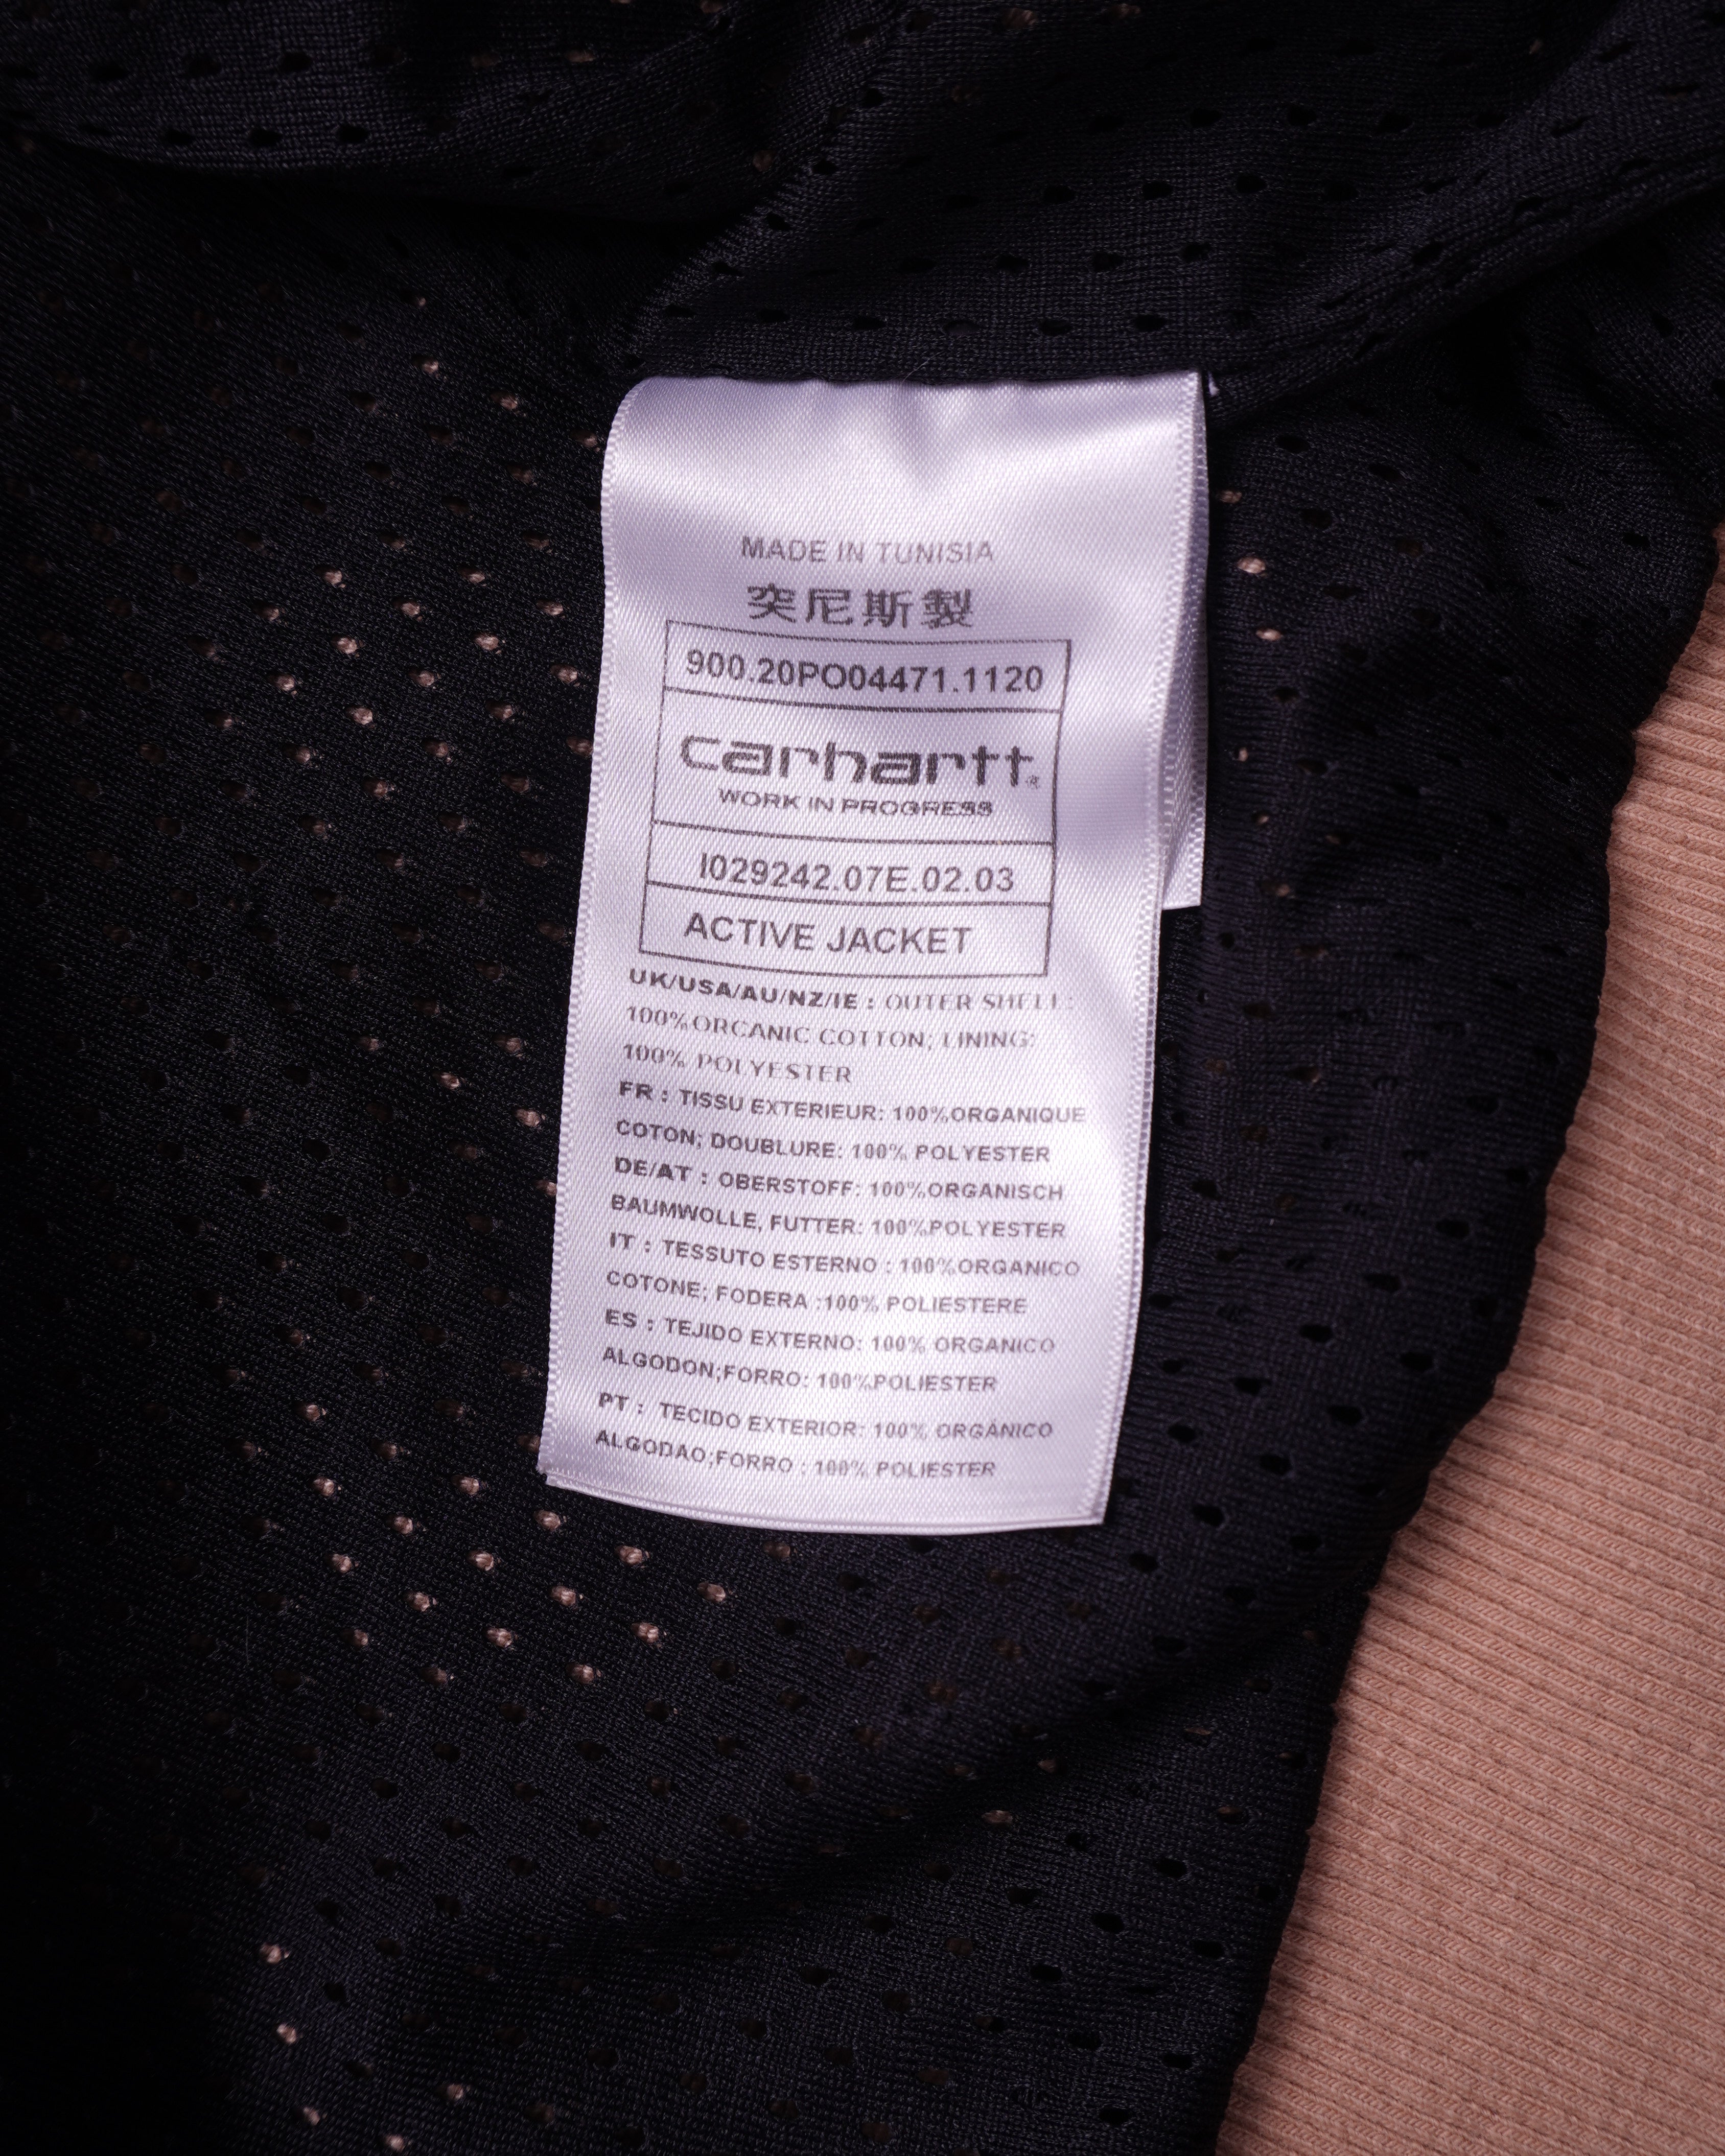 MADE IN TUNISIA
突尼斯製
900.20PO04471.1120
carhartt®
WORK IN PROGRESS
I029242.07E.02.03
ACTIVE JACKET
UK/USA/AU/NZ/IE : OUTER SHELL:
100%ORCANIC COTTON; LINING:
100% POLYESTER
FR : TISSU EXTERIEUR: 100%ORGANIQUE
COTON; DOUBLURE: 100% POLYESTER
DE/AT : OBERSTOFF: 100%ORGANISCH
BAUMWOLLE, FUTTER: 100%POLYESTER
IT : TESSUTO ESTERNO : 100%ORGANICO
COTONE; FODERA :100% POLIESTERE
ES : TEJIDO EXTERNO: 100% ORGANICO
ALGODON;FORRO: 100%POLIESTER
PT : TECIDO EXTERIOR: 100% ORGÂNICO
ALGODAO;FORRO : 100% POLIESTER